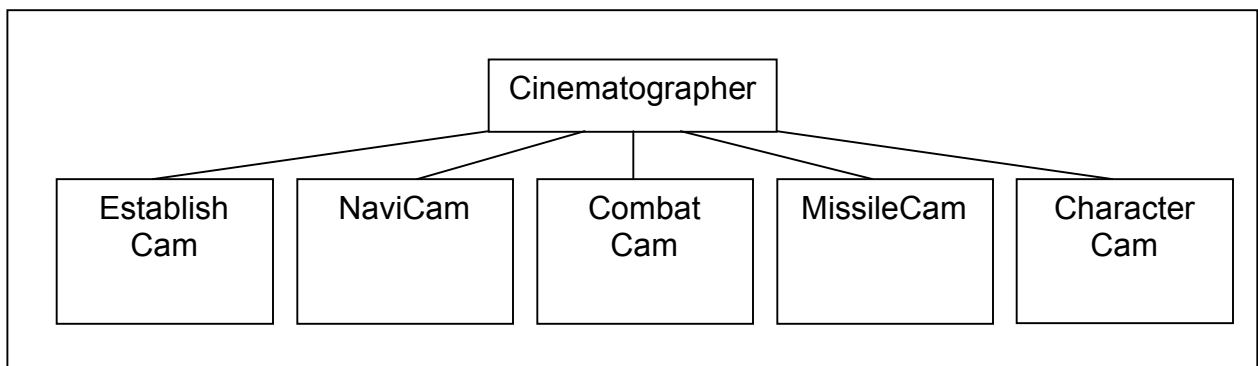 Cinematographer
Establish
Cam
NaviCam
Combat
Cam
MissileCam
Character
Cam